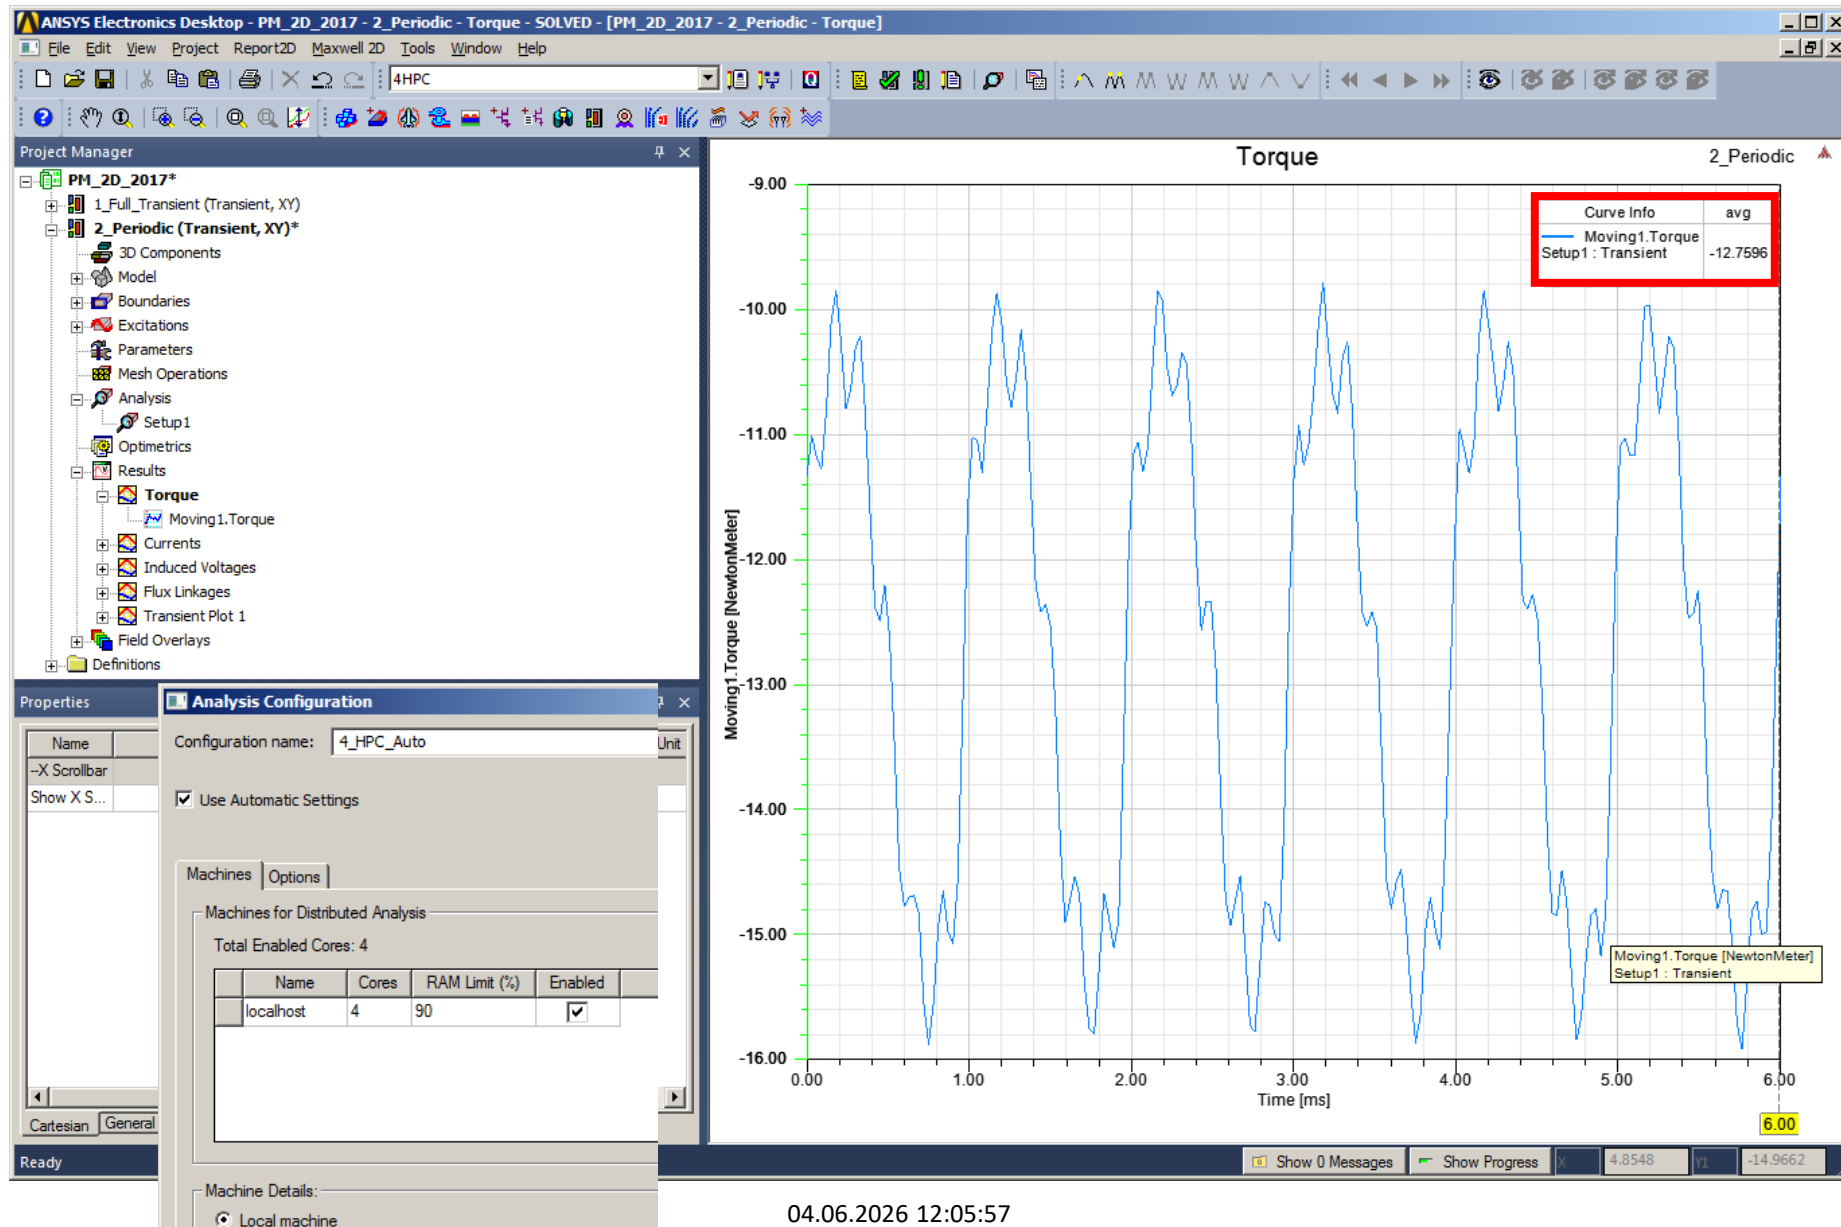 ANSYS Electronics Desktop - PM_2D_2017 - 2_Periodic - Torque - SOLVED - [PM_2D_2017 - 2_Periodic - Torque]
File Edit View Project Report2D Maxwell 2D Tools Window Help
4HPC
Project Manager
PM_2D_2017*
1_Full_Transient (Transient, XY)
2_Periodic (Transient, XY)*
3D Components
Model
Boundaries
Excitations
Parameters
Mesh Operations
Analysis
Setup1
Optimetrics
Results
Torque
Moving1.Torque
Currents
Induced Voltages
Flux Linkages
Transient Plot 1
Field Overlays
Definitions
Properties
Name
Unit
--X Scrollbar
Show X S...
Cartesian General
Ready
Analysis Configuration
Configuration name: 4_HPC_Auto
Use Automatic Settings
Machines Options
Machines for Distributed Analysis
Total Enabled Cores: 4
Name Cores RAM Limit (%) Enabled
localhost 4 90
Machine Details:
Local machine
Torque
2_Periodic
Curve Info avg
Moving1.Torque
Setup1 : Transient -12.7596
-9.00
-10.00
-11.00
-12.00
-13.00
-14.00
-15.00
-16.00
Moving1.Torque [NewtonMeter]
0.00 1.00 2.00 3.00 4.00 5.00 6.00
Time [ms]
6.00
Moving1.Torque [NewtonMeter]
Setup1 : Transient
Show 0 Messages Show Progress X 4.8548 Y1 -14.9662
04.06.2026 12:05:57